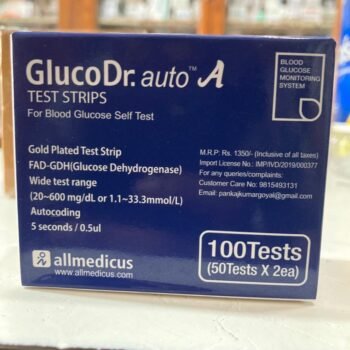 GlucoDr. auto™ A
TEST STRIPS
For Blood Glucose Self Test
BLOOD
GLUCOSE
MONITORING
SYSTEM
Gold Plated Test Strip
FAD-GDH(Glucose Dehydrogenase)
Wide test range
(20~600 mg/dL or 1.1~33.3mmol/L)
Autocoding
5 seconds / 0.5ul
M.R.P: Rs. 1350/- (Inclusive of all taxes)
Import License No.: IMP/IVD/2019/000377
For any queries/complaints:
Customer Care No: 9815493131
Email: pankajkumargoyal@gmail.com
100Tests
(50Tests X 2ea)
allmedicus
www.allmedicus.com